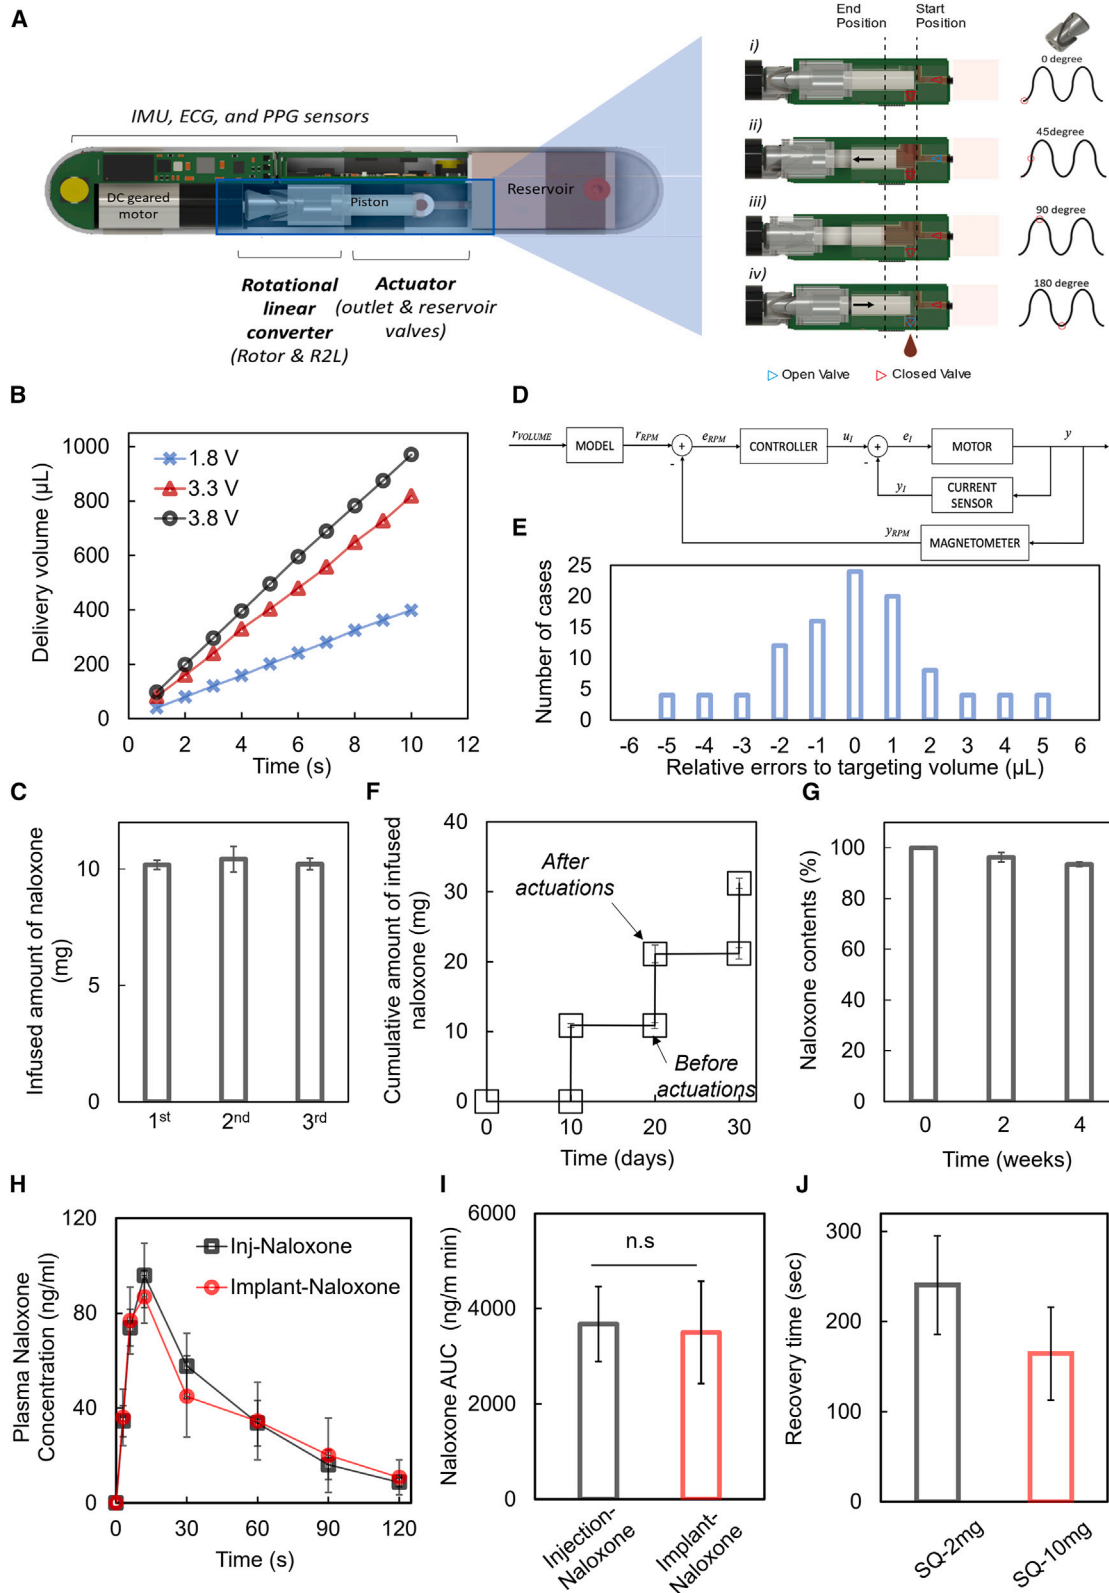 A
IMU, ECG, and PPG sensors
DC geared
motor
Piston
Reservoir
Rotational
linear
converter
(Rotor & R2L)
Actuator
(outlet & reservoir
valves)
End
Position
Start
Position
i)
0 degree
ii)
45degree
iii)
90 degree
iv)
180 degree
Open Valve
Closed Valve
B
Delivery volume (µL)
1000
800
600
400
200
0
1.8 V
3.3 V
3.8 V
0 2 4 6 8 10 12
Time (s)
D
rVOLUME
MODEL
rRPM
+
-
eRPM
CONTROLLER
uI
+
-
eI
MOTOR
y
yI
CURRENT
SENSOR
yRPM
MAGNETOMETER
E
Number of cases
25
20
15
10
5
0
-6 -5 -4 -3 -2 -1 0 1 2 3 4 5 6
Relative errors to targeting volume (µL)
C
Infused amount of naloxone
(mg)
10
5
0
1st 2nd 3rd
F
Cumulative amount of infused
naloxone (mg)
40
30
20
10
0
After
actuations
Before
actuations
0 10 20 30
Time (days)
G
Naloxone contents (%)
100
80
60
40
20
0
0 2 4
Time (weeks)
H
Plasma Naloxone
Concentration (ng/ml)
120
80
40
0
Inj-Naloxone
Implant-Naloxone
0 30 60 90 120
Time (s)
I
Naloxone AUC (ng/m min)
6000
4000
2000
0
n.s
Injection-
Naloxone
Implant-
Naloxone
J
Recovery time (sec)
300
200
100
0
SQ-2mg
SQ-10mg